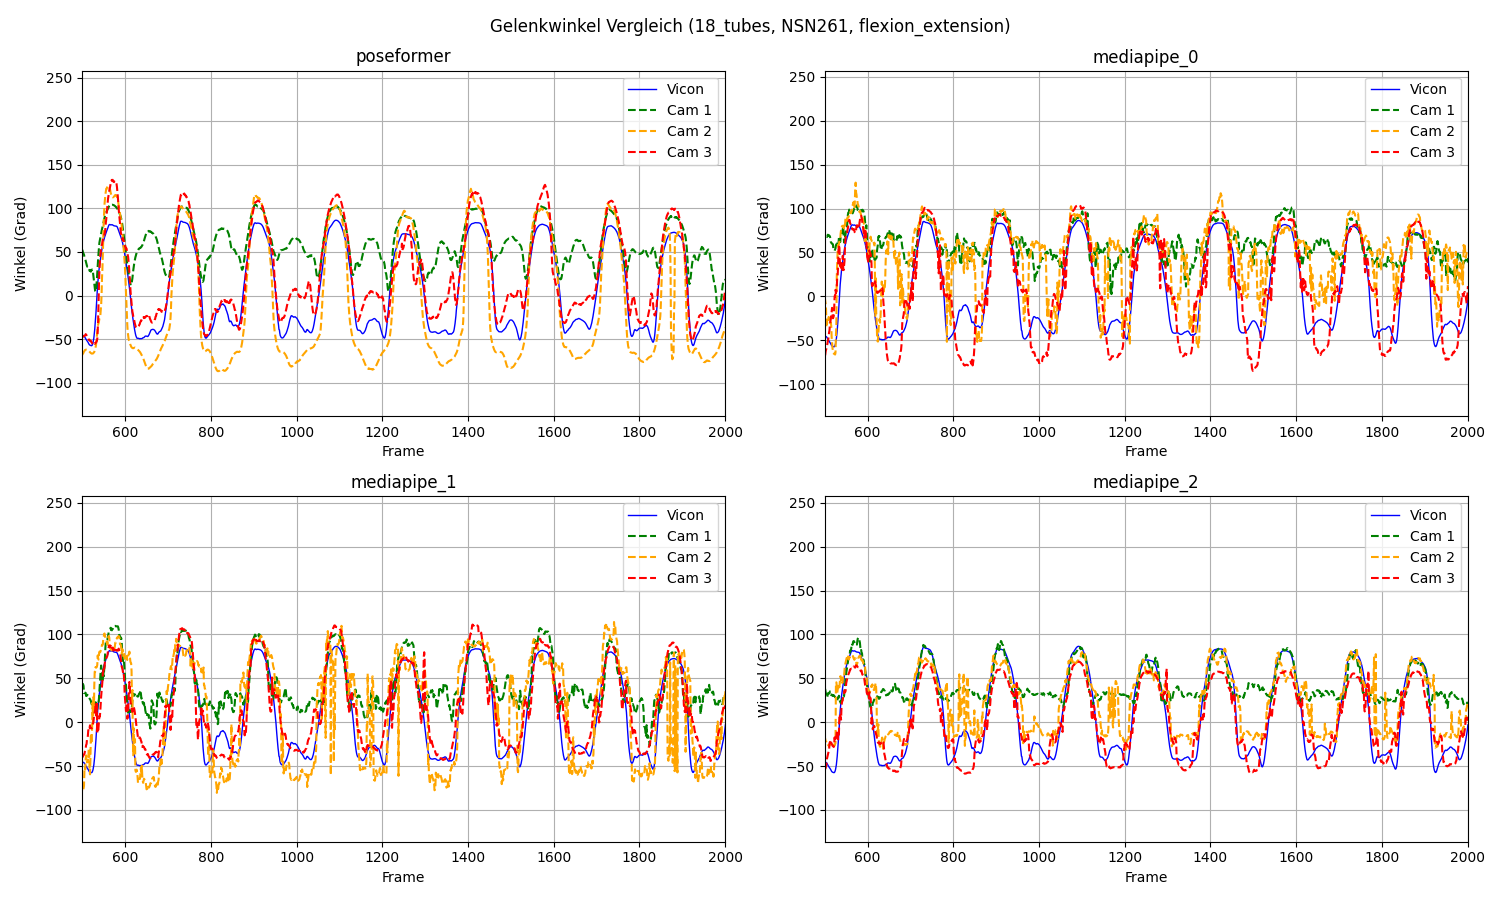 Gelenkwinkel Vergleich (18_tubes, NSN261, flexion_extension)
poseformer
250
200
150
100
50
0
−50
−100
Winkel (Grad)
600 800 1000 1200 1400 1600 1800 2000
Frame
Vicon
Cam 1
Cam 2
Cam 3
mediapipe_0
250
200
150
100
50
0
−50
−100
Winkel (Grad)
600 800 1000 1200 1400 1600 1800 2000
Frame
Vicon
Cam 1
Cam 2
Cam 3
mediapipe_1
250
200
150
100
50
0
−50
−100
Winkel (Grad)
600 800 1000 1200 1400 1600 1800 2000
Frame
Vicon
Cam 1
Cam 2
Cam 3
mediapipe_2
250
200
150
100
50
0
−50
−100
Winkel (Grad)
600 800 1000 1200 1400 1600 1800 2000
Frame
Vicon
Cam 1
Cam 2
Cam 3